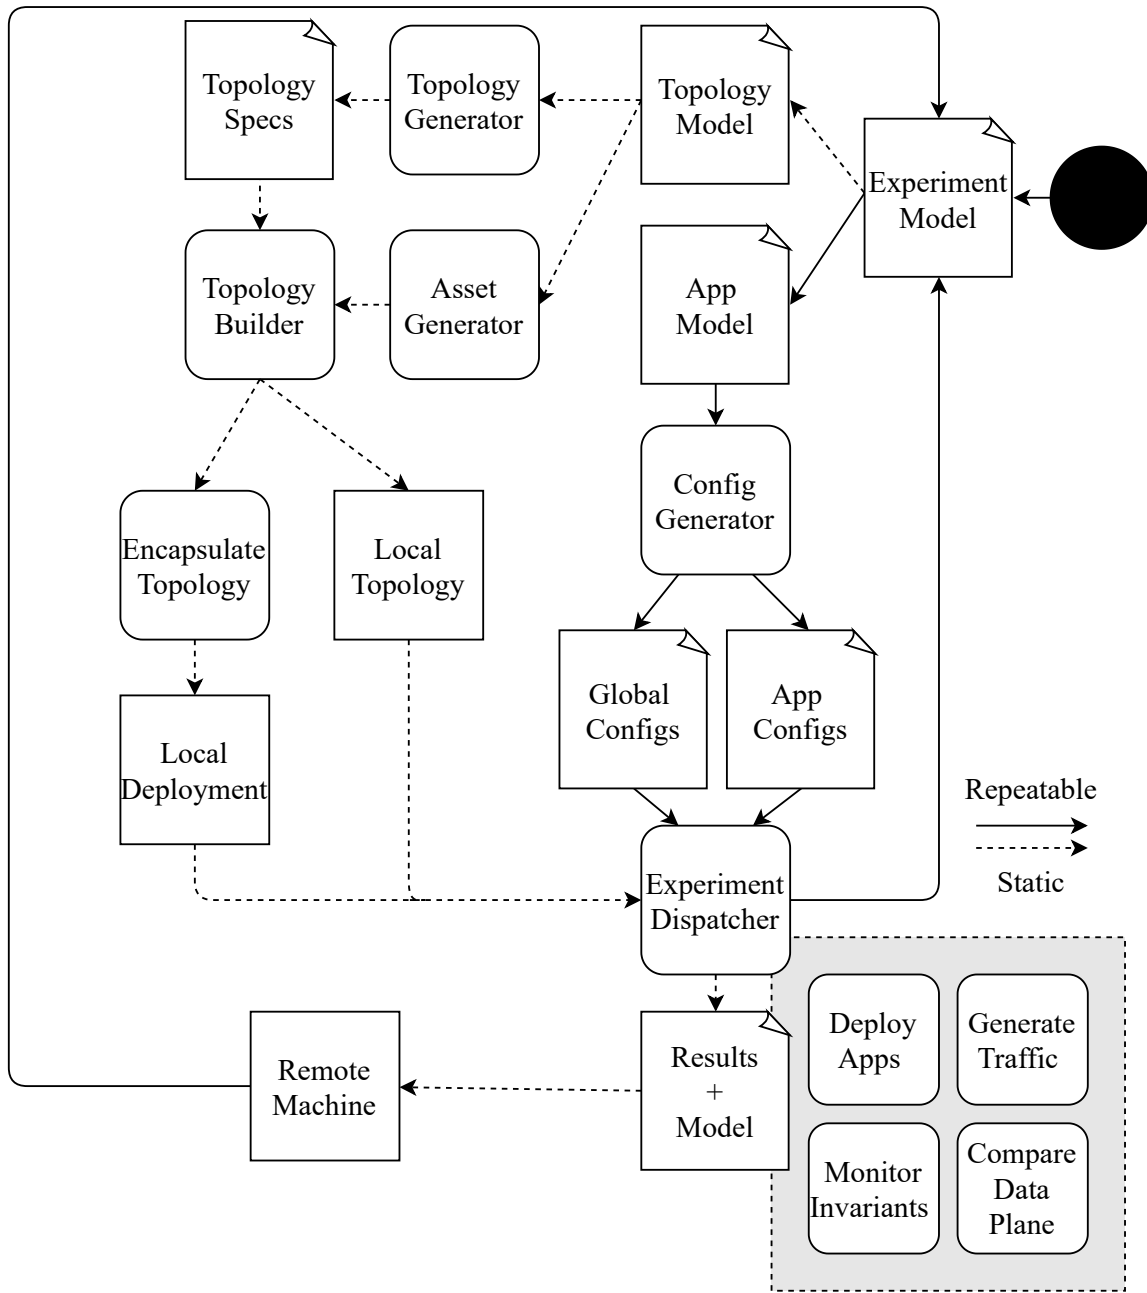 Topology
Specs
Topology
Generator
Topology
Model
Experiment
Model
Topology
Builder
Asset
Generator
App
Model
Encapsulate
Topology
Local
Topology
Config
Generator
Local
Deployment
Global
Configs
App
Configs
Repeatable
Static
Experiment
Dispatcher
Remote
Machine
Results
+
Model
Deploy
Apps
Generate
Traffic
Monitor
Invariants
Compare
Data
Plane